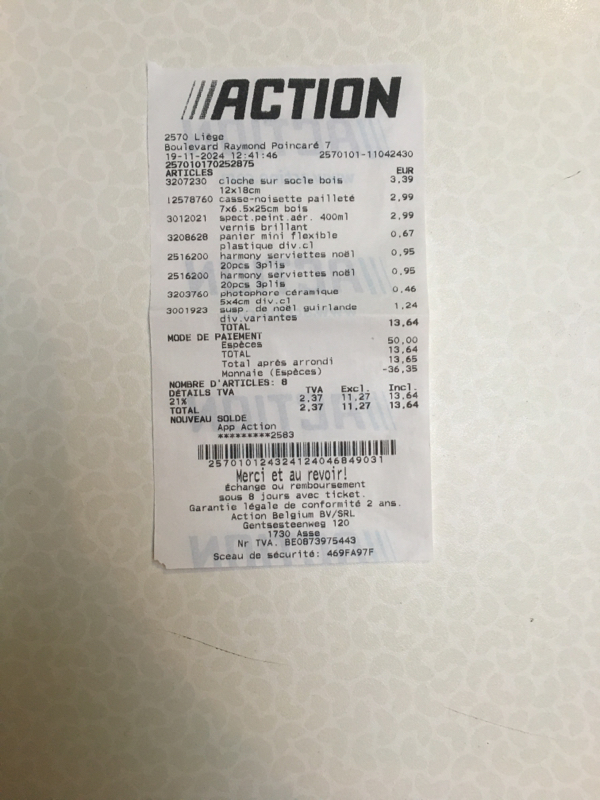 ACTION
2570 Liège
Boulevard Raymond Poincaré 7
19-11-2024 12:41:46 2570101-11042430
257010170252875
ARTICLES EUR
3207230 cloche sur socle bois 3,39
12x18cm
12578760 casse-noisette pailleté 2,99
7x6.5x25cm bois
3012021 spect.peint.aér. 400ml 2,99
vernis brillant
3208628 panier mini flexible 0,67
plastique div.cl
2516200 harmony serviettes noël 0,95
20pcs 3plis
2516200 harmony serviettes noël 0,95
20pcs 3plis
3203760 photophore céramique 0,46
5x4cm div.cl
3001923 susp. de noël guirlande 1,24
div.variantes
TOTAL 13,64
MODE DE PAIEMENT
Espèces 50,00
TOTAL 13,64
Total après arrondi 13,65
Monnaie (Espèces) -36,35
NOMBRE D'ARTICLES: 8
DÉTAILS TVA TVA Excl. Incl.
21% 2,37 11,27 13,64
TOTAL 2,37 11,27 13,64
NOUVEAU SOLDE
App Action
*********2583
257010124324124046849031
Merci et au revoir!
Échange ou remboursement
sous 8 jours avec ticket.
Garantie légale de conformité 2 ans.
Action Belgium BV/SRL
Gentsesteenweg 120
1730 Asse
Nr TVA. BE0873975443
Sceau de sécurité: 469FA97F